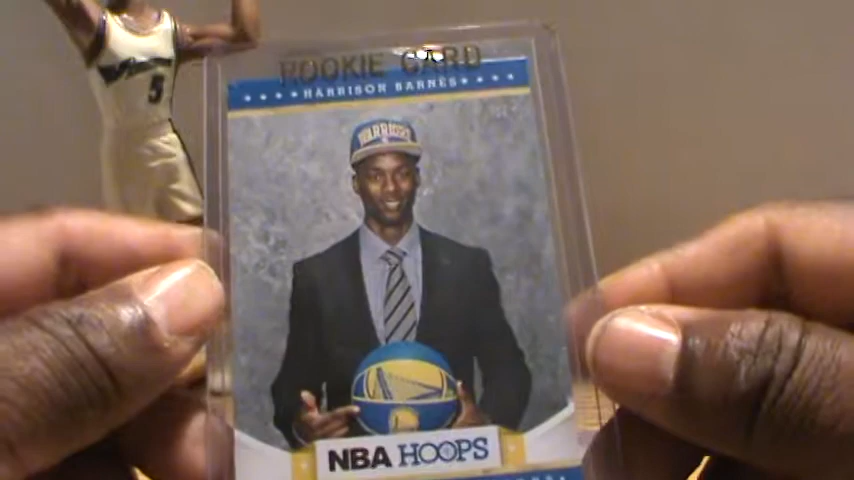 ROOKIE CARD
HARRISON BARNES
WARRIORS
5
NBA HOOPS